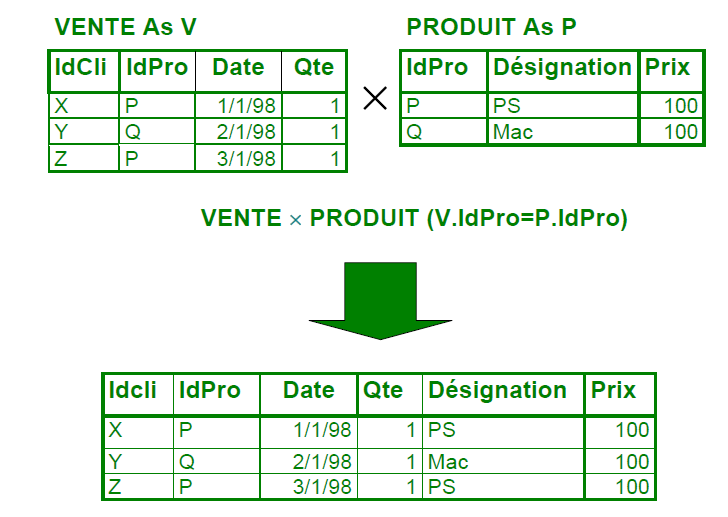 VENTE As V PRODUIT As P
IdCli IdPro Date Qte
X P 1/1/98 1
Y Q 2/1/98 1
Z P 3/1/98 1
×
IdPro Désignation Prix
P PS 100
Q Mac 100
VENTE × PRODUIT (V.IdPro=P.IdPro)
Idcli IdPro Date Qte Désignation Prix
X P 1/1/98 1 PS 100
Y Q 2/1/98 1 Mac 100
Z P 3/1/98 1 PS 100